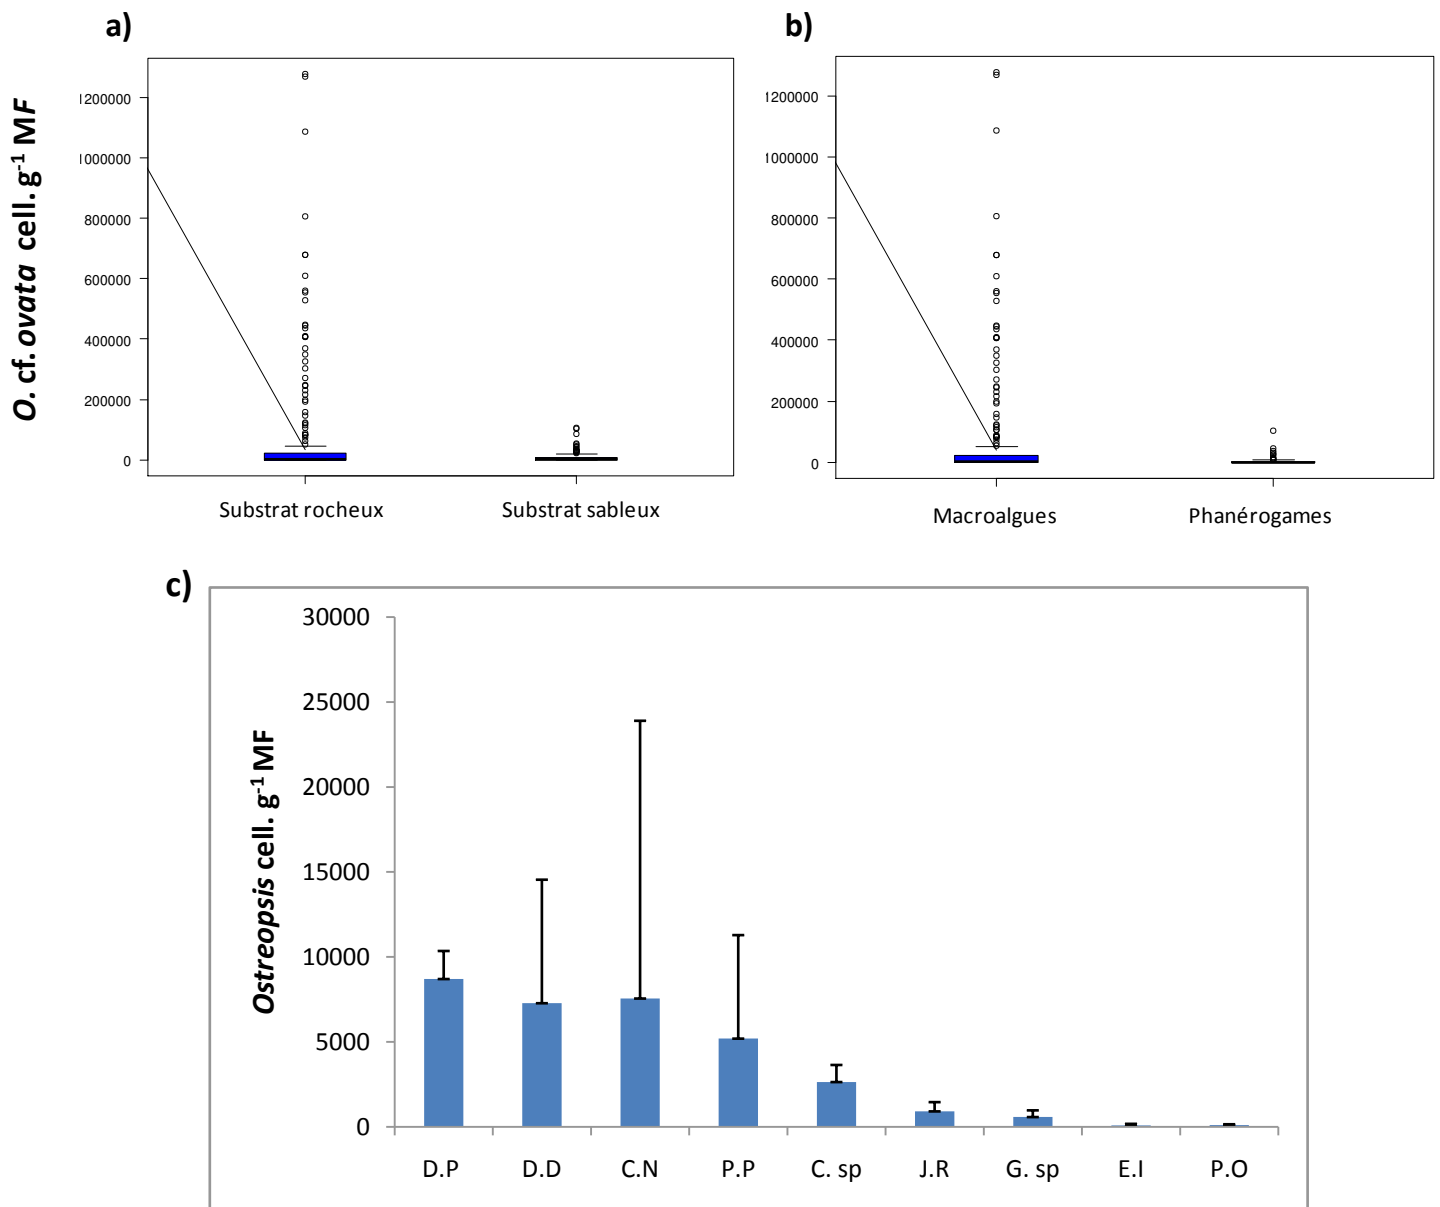 a)
O. cf. ovata cell. g⁻¹ MF
1200000
1000000
800000
600000
400000
200000
0
Substrat rocheux
Substrat sableux
b)
1200000
1000000
800000
600000
400000
200000
0
Macroalgues
Phanérogames
c)
Ostreopsis cell. g⁻¹ MF
30000
25000
20000
15000
10000
5000
0
D.P
D.D
C.N
P.P
C. sp
J.R
G. sp
E.I
P.O